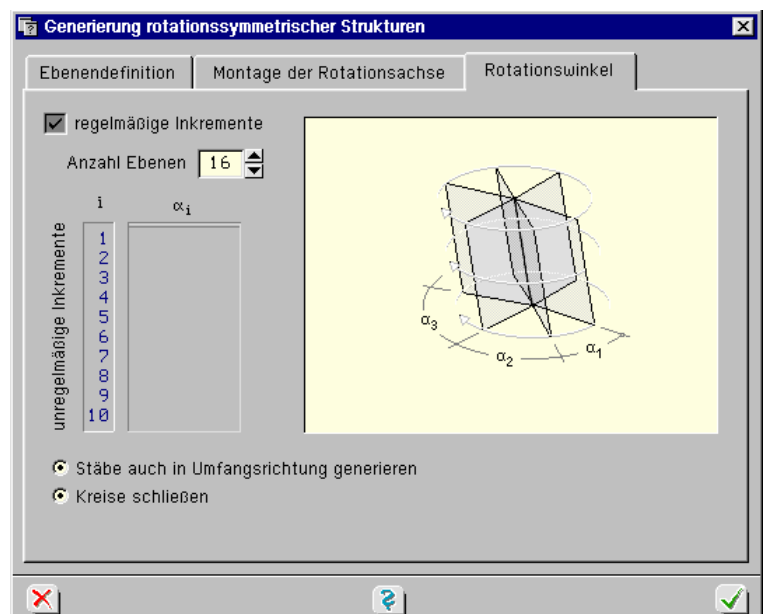 Generierung rotationssymmetrischer Strukturen
Ebenendefinition
Montage der Rotationsachse
Rotationswinkel
regelmäßige Inkremente
Anzahl Ebenen 16
i αi
unregelmäßige Inkremente
1
2
3
4
5
6
7
8
9
10
α3
α2
α1
Stäbe auch in Umfangsrichtung generieren
Kreise schließen